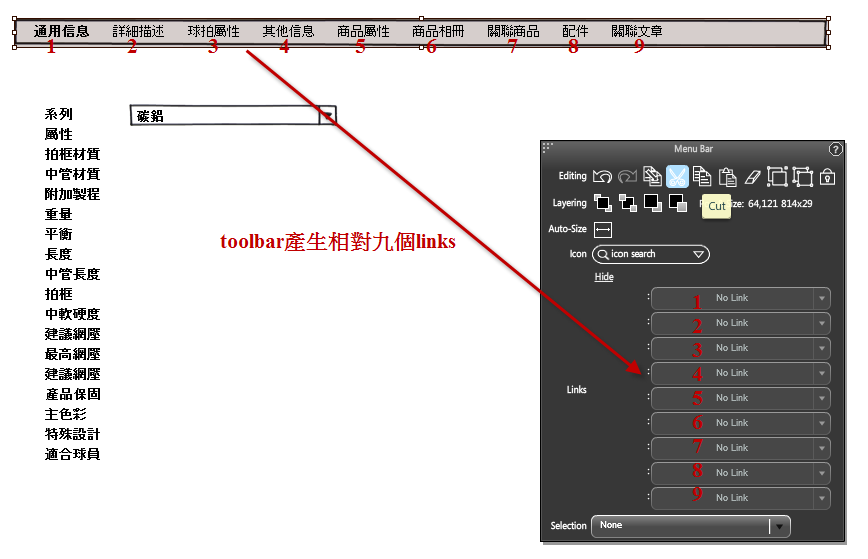 通用信息 詳細描述 球拍屬性 其他信息 商品屬性 商品相冊 關聯商品 配件 關聯文章
1 2 3 4 5 6 7 8 9
系列 碳鋁
屬性
拍框材質
中管材質
附加製程
重量
平衡
長度
中管長度
拍框
中軟硬度
建議網壓
最高網壓
建議網壓
產品保固
主色彩
特殊設計
適合球員
toolbar產生相對九個links
Menu Bar ?
Editing
Layering ize: 64,121 814x29
Cut
Auto-Size
Icon icon search
Hide
: 1 No Link
: 2 No Link
: 3 No Link
: 4 No Link
Links
: 5 No Link
: 6 No Link
: 7 No Link
: 8 No Link
: 9 No Link
Selection None